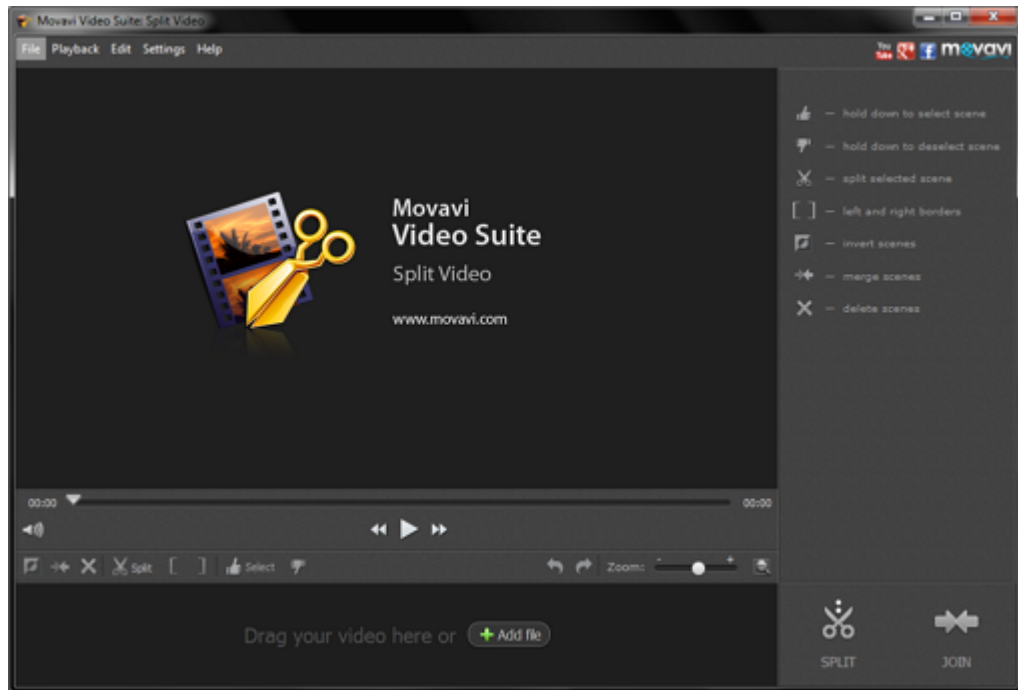 Movavi Video Suite: Split Video
File Playback Edit Settings Help
You Tube g+ f movavi
– hold down to select scene
– hold down to deselect scene
– split selected scene
[ ] – left and right borders
– invert scenes
– merge scenes
– delete scenes
Movavi
Video Suite
Split Video
www.movavi.com
00:00 00:00
Split [ ] Select Zoom: - +
Drag your video here or + Add file
SPLIT JOIN